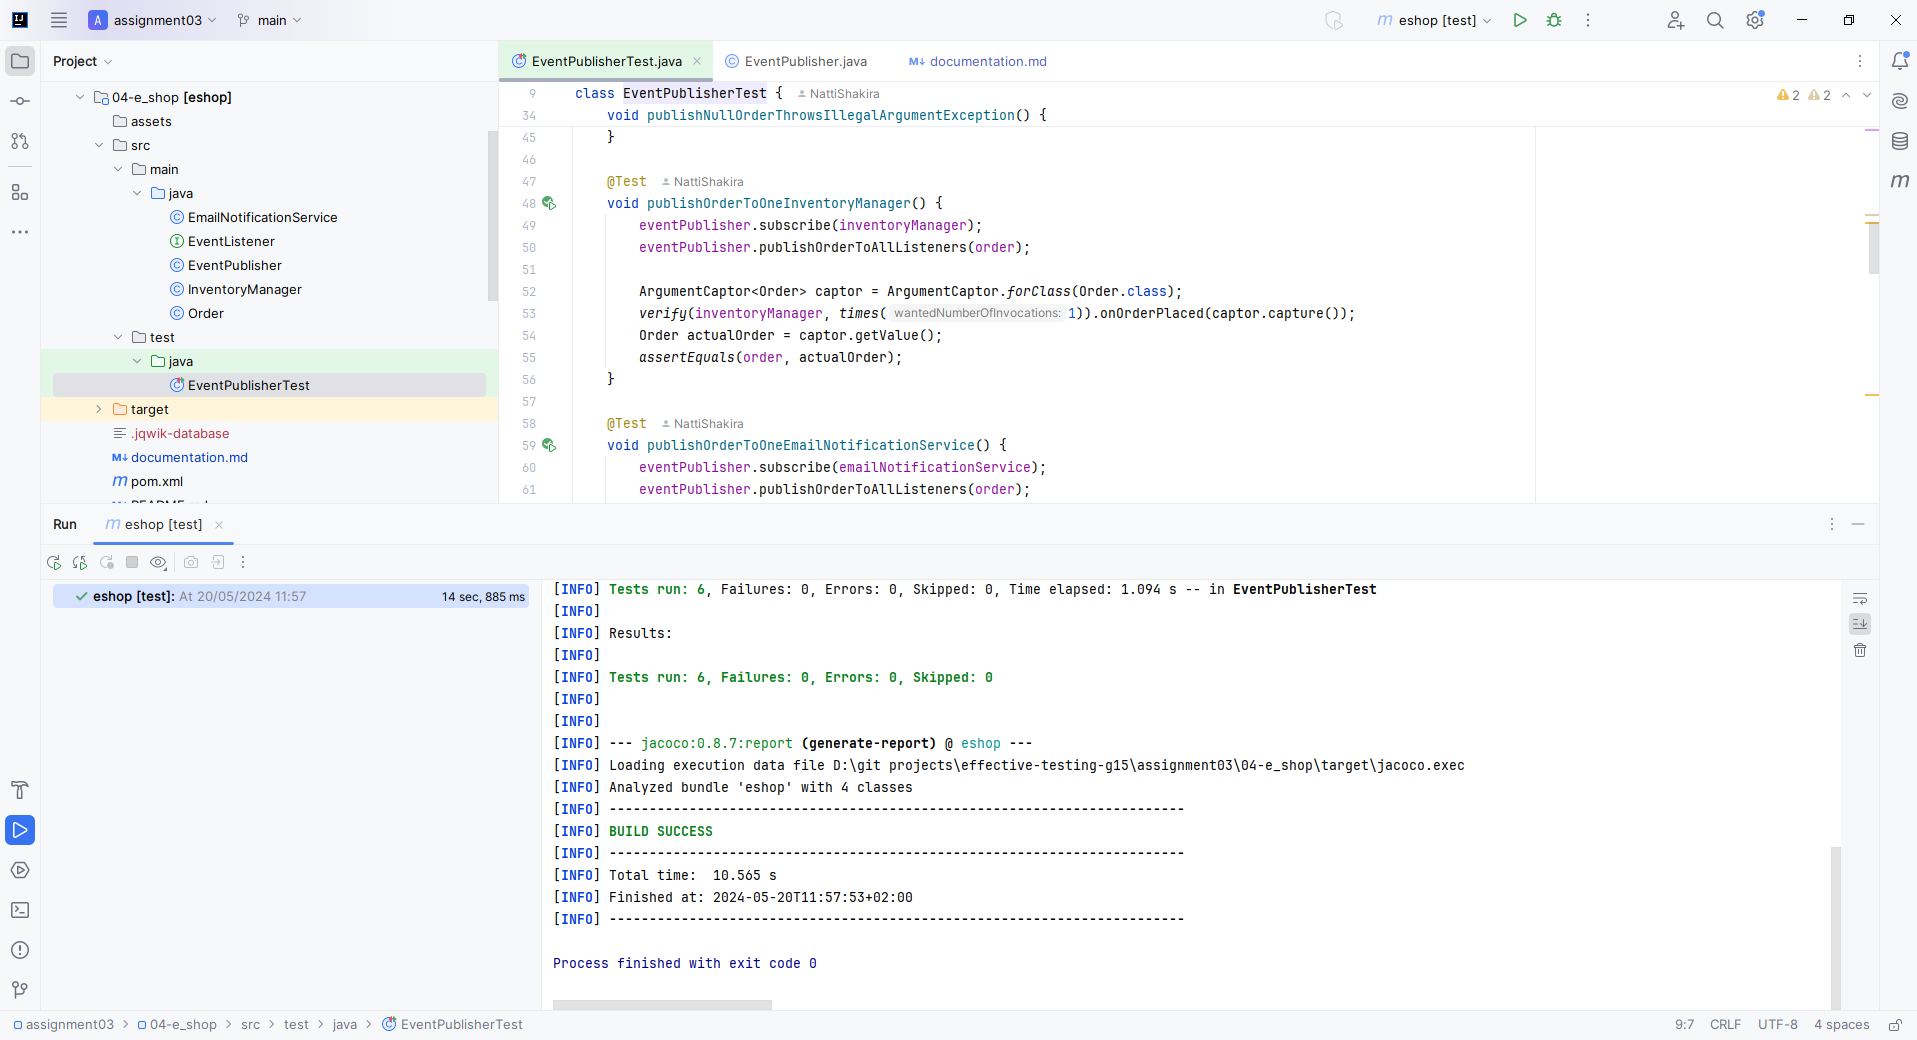 A assignment03 main
m eshop [test]
Project
04-e_shop [eshop]
assets
src
main
java
EmailNotificationService
EventListener
EventPublisher
InventoryManager
Order
test
java
EventPublisherTest
target
.jqwik-database
M↓ documentation.md
m pom.xml
EventPublisherTest.java
EventPublisher.java
M↓ documentation.md
2 2
9 class EventPublisherTest { NattiShakira
34 void publishNullOrderThrowsIllegalArgumentException() {
45 }
46
47 @Test NattiShakira
48 void publishOrderToOneInventoryManager() {
49 eventPublisher.subscribe(inventoryManager);
50 eventPublisher.publishOrderToAllListeners(order);
51
52 ArgumentCaptor<Order> captor = ArgumentCaptor.forClass(Order.class);
53 verify(inventoryManager, times( wantedNumberOfInvocations: 1)).onOrderPlaced(captor.capture());
54 Order actualOrder = captor.getValue();
55 assertEquals(order, actualOrder);
56 }
57
58 @Test NattiShakira
59 void publishOrderToOneEmailNotificationService() {
60 eventPublisher.subscribe(emailNotificationService);
61 eventPublisher.publishOrderToAllListeners(order);
Run m eshop [test]
eshop [test]: At 20/05/2024 11:57 14 sec, 885 ms
[INFO] Tests run: 6, Failures: 0, Errors: 0, Skipped: 0, Time elapsed: 1.094 s -- in EventPublisherTest
[INFO]
[INFO] Results:
[INFO]
[INFO] Tests run: 6, Failures: 0, Errors: 0, Skipped: 0
[INFO]
[INFO]
[INFO] --- jacoco:0.8.7:report (generate-report) @ eshop ---
[INFO] Loading execution data file D:\git projects\effective-testing-g15\assignment03\04-e_shop\target\jacoco.exec
[INFO] Analyzed bundle 'eshop' with 4 classes
[INFO] ------------------------------------------------------------------------
[INFO] BUILD SUCCESS
[INFO] ------------------------------------------------------------------------
[INFO] Total time:  10.565 s
[INFO] Finished at: 2024-05-20T11:57:53+02:00
[INFO] ------------------------------------------------------------------------
Process finished with exit code 0
assignment03 > 04-e_shop > src > test > java > EventPublisherTest
9:7 CRLF UTF-8 4 spaces